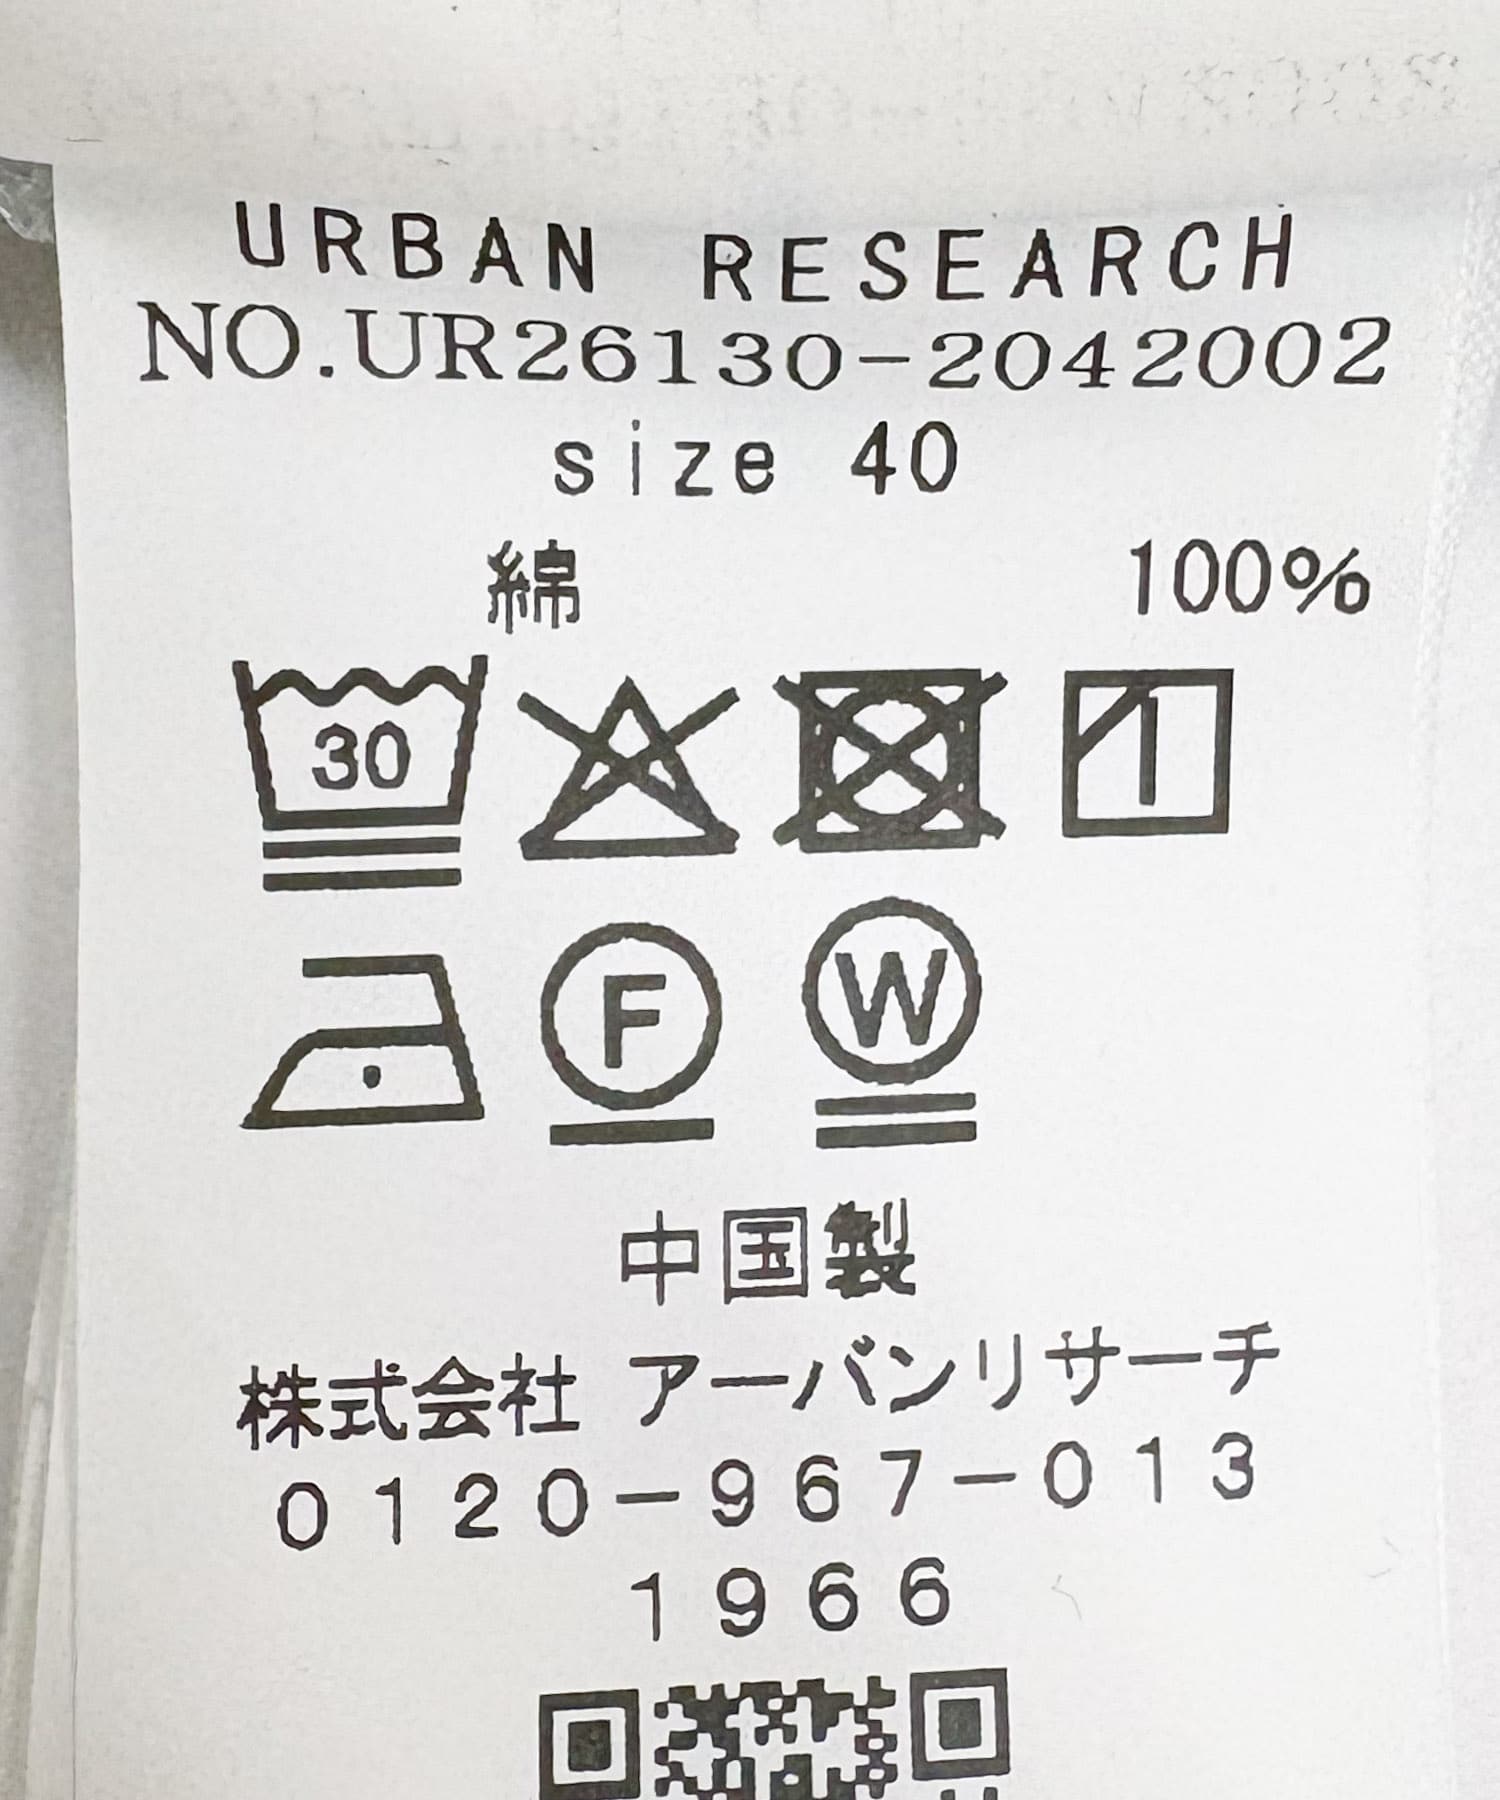 URBAN RESEARCH
NO.UR26130-2042002
size 40
綿 100%
30
F W
中国製
株式会社 アーバンリサーチ
0120-967-013
1966